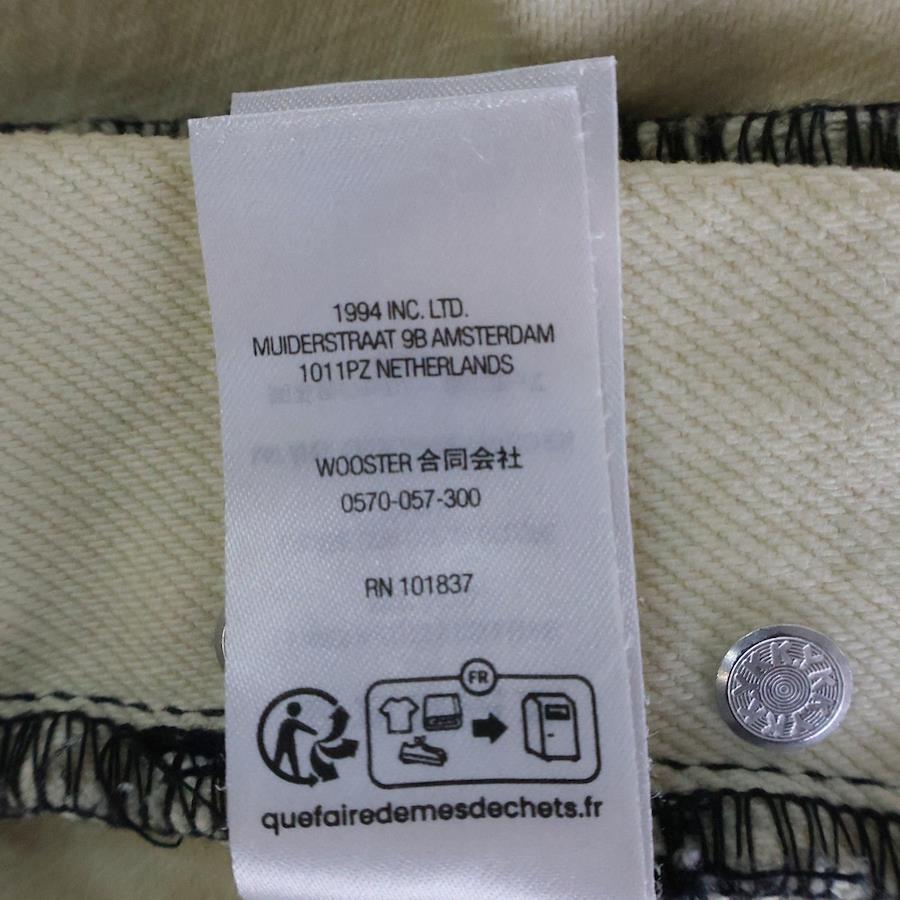 1994 INC. LTD.
MUIDERSTRAAT 9B AMSTERDAM
1011PZ NETHERLANDS
WOOSTER 合同会社
0570-057-300
RN 101837
FR
quefairedemesdechets.fr